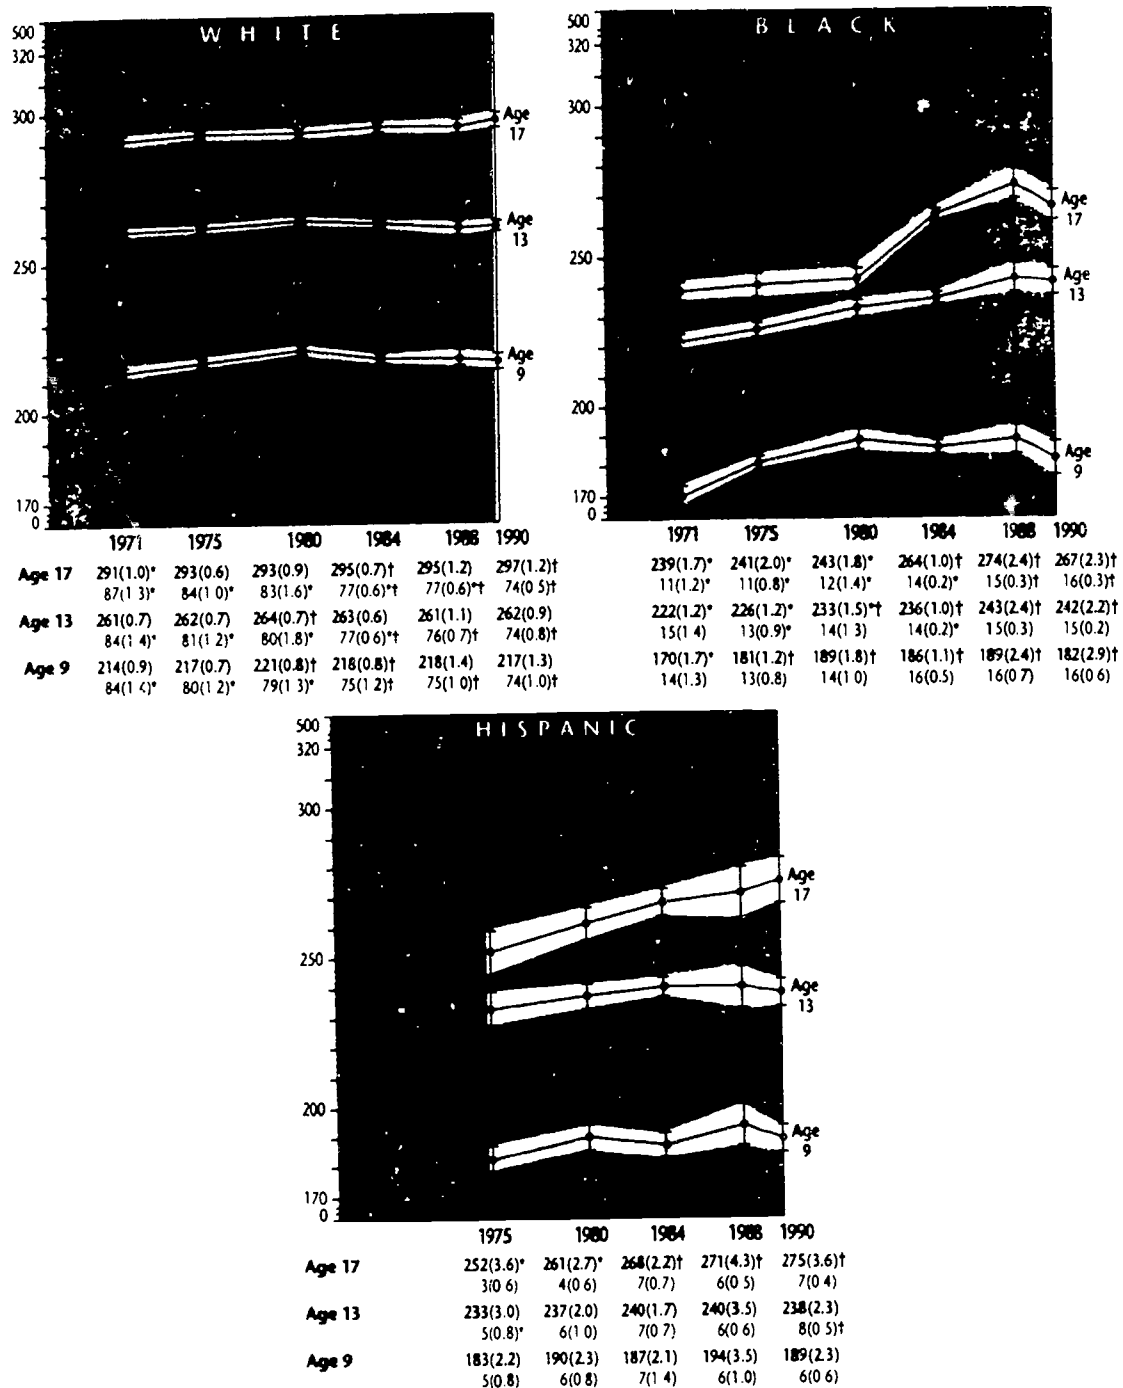 WHITE
500
320
300
250
200
170
0
Age
17
Age
13
Age
9
1971 1975 1980 1984 1988 1990
Age 17 291(1.0)* 293(0.6) 293(0.9) 295(0.7)† 295(1.2) 297(1.2)†
87(1 3)* 84(1 0)* 83(1.6)* 77(0.6)*† 77(0.6)*† 74(0 5)†
Age 13 261(0.7) 262(0.7) 264(0.7)† 263(0.6) 261(1.1) 262(0.9)
84(1 4)* 81(1 2)* 80(1.8)* 77(0.6)*† 76(0.7)† 74(0.8)†
Age 9 214(0.9) 217(0.7) 221(0.8)† 218(0.8)† 218(1.4) 217(1.3)
80(1 2)* 79(1 3)* 75(1 2)† 75(1 0)† 74(1.0)†
BLACK
500
320
300
250
200
170
0
Age
17
Age
13
Age
9
1971 1975 1980 1984 1988 1990
239(1.7)* 241(2.0)* 243(1.8)* 264(1.0)† 274(2.4)† 267(2.3)†
11(1.2)* 11(0.8)* 12(1.4)* 14(0.2)* 15(0.3)† 16(0.3)†
222(1.2)* 226(1.2)* 233(1.5)*† 236(1.0)† 243(2.4)† 242(2.2)†
15(1 4) 13(0.9)* 14(1 3) 14(0.2)* 15(0.3) 15(0.2)
170(1.7)* 181(1.2)† 189(1.8)† 186(1.1)† 189(2.4)† 182(2.9)†
14(1.3) 13(0.8) 14(1 0) 16(0.5) 16(0 7) 16(0 6)
HISPANIC
500
320
300
250
200
170
0
Age
17
Age
13
Age
9
1975 1980 1984 1988 1990
Age 17 252(3.6)* 261(2.7)* 268(2.2)† 271(4.3)† 275(3.6)†
3(0 6) 4(0 6) 7(0.7) 6(0 5) 7(0 4)
Age 13 233(3.0) 237(2.0) 240(1.7) 240(3.5) 238(2.3)
5(0.8)* 6(1 0) 7(0 7) 6(0 6) 8(0 5)†
Age 9 183(2.2) 190(2.3) 187(2.1) 194(3.5) 189(2.3)
5(0.8) 6(0 8) 7(1 4) 6(1.0) 6(0 6)